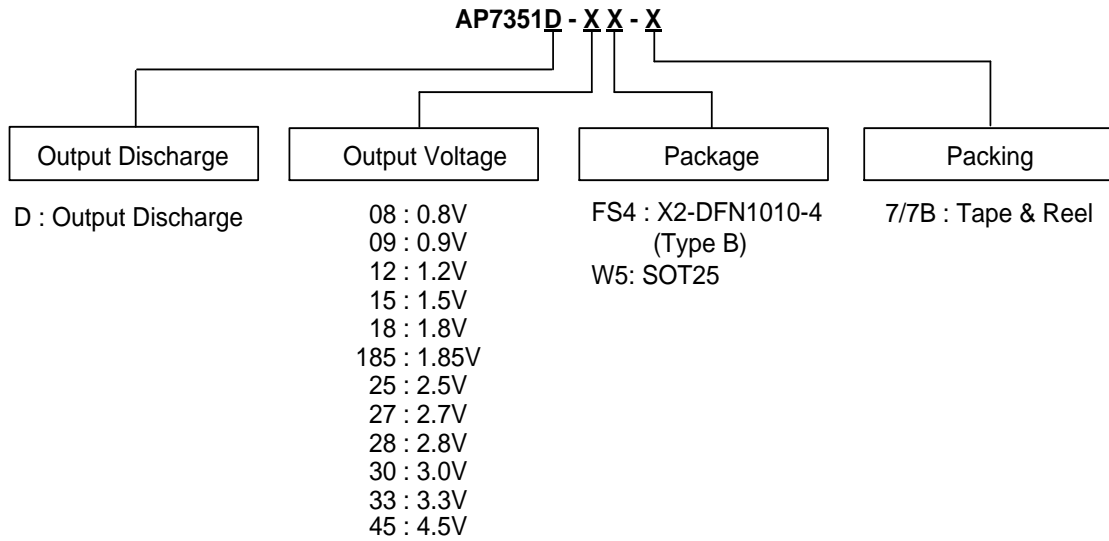 AP7351D - X X - X
Output Discharge
D : Output Discharge
Output Voltage
08 : 0.8V
09 : 0.9V
12 : 1.2V
15 : 1.5V
18 : 1.8V
185 : 1.85V
25 : 2.5V
27 : 2.7V
28 : 2.8V
30 : 3.0V
33 : 3.3V
45 : 4.5V
Package
FS4 : X2-DFN1010-4
(Type B)
W5: SOT25
Packing
7/7B : Tape & Reel